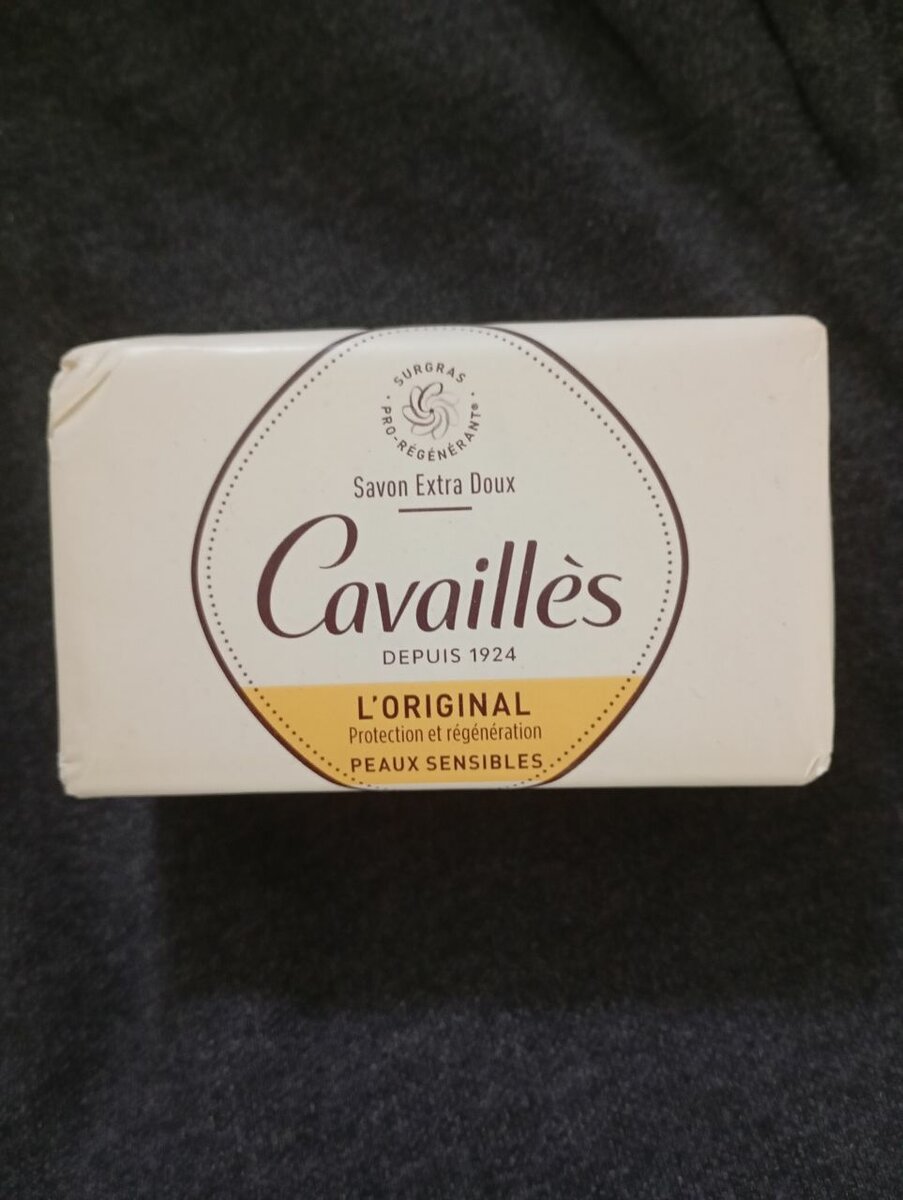 SURGRAS
PRO-RÉGÉNÉRANT®
Savon Extra Doux
Cavaillès
DEPUIS 1924
L'ORIGINAL
Protection et régénération
PEAUX SENSIBLES